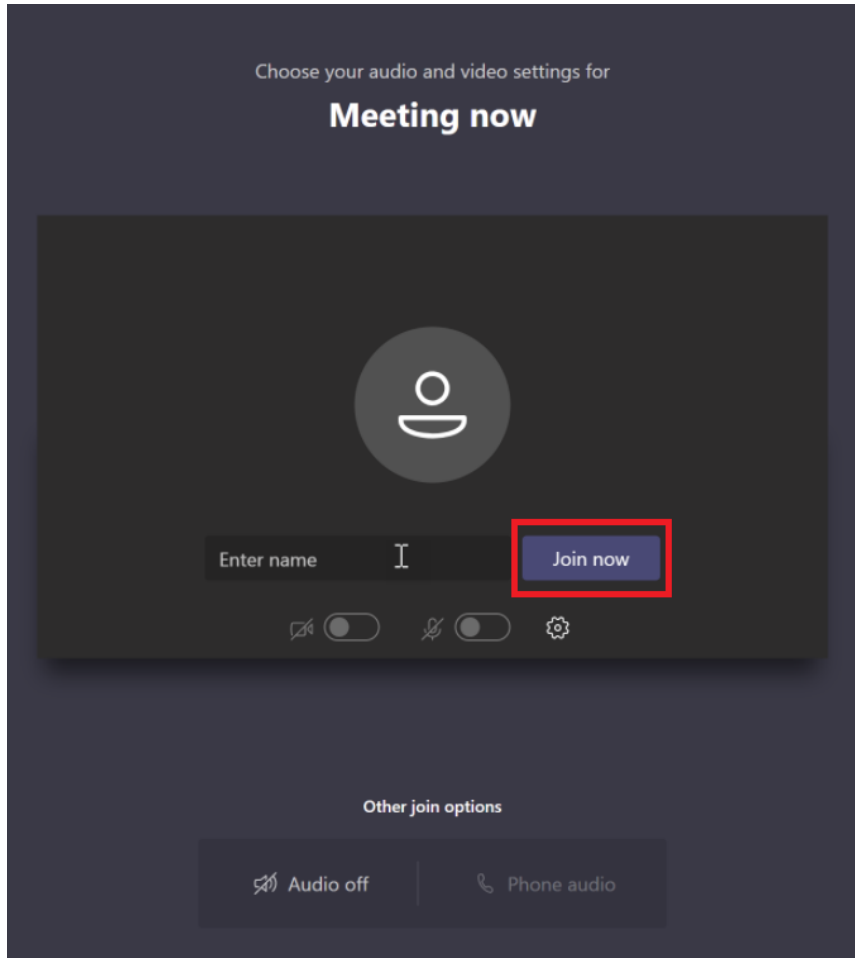 Choose your audio and video settings for
Meeting now
Enter name
Join now
Other join options
Audio off
Phone audio